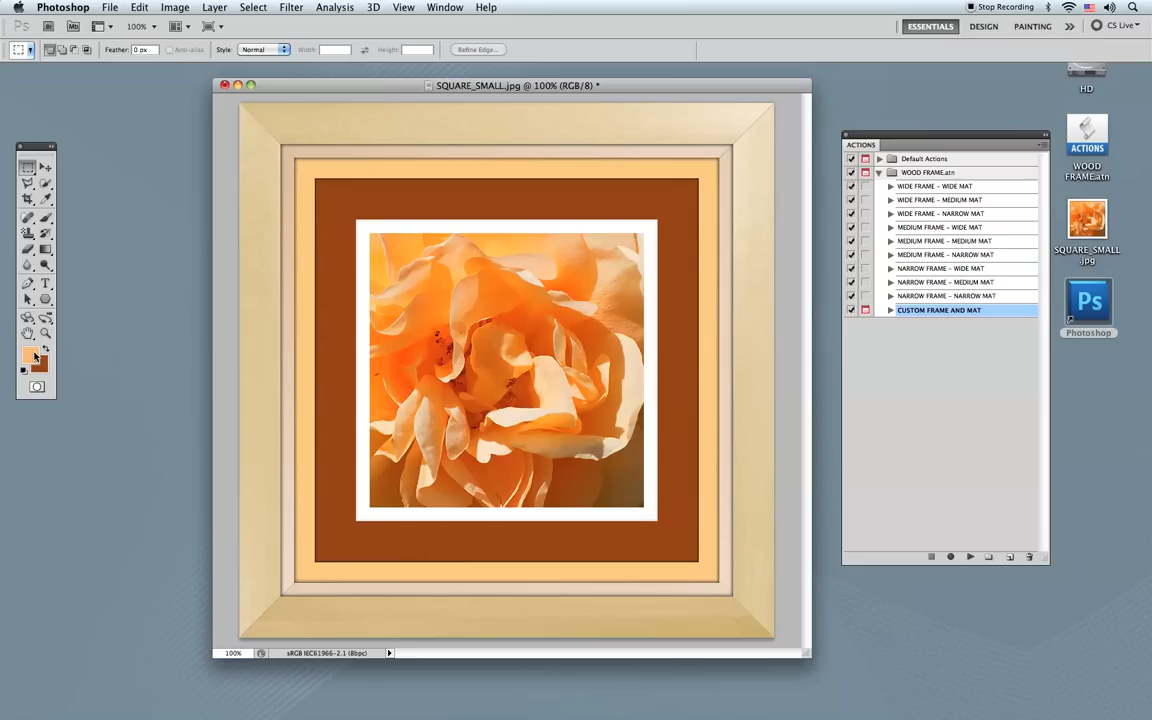 Photoshop File Edit Image Layer Select Filter Analysis 3D View Window Help Stop Recording
Ps Br Mb 100% ESSENTIALS DESIGN PAINTING CS Live
Feather: 0 px Anti-alias Style: Normal Width: Height: Refine Edge...
SQUARE_SMALL.jpg @ 100% (RGB/8) *
100% sRGB IEC61966-2.1 (8bpc)
ACTIONS
Default Actions
WOOD FRAME.atn
WIDE FRAME - WIDE MAT
WIDE FRAME - MEDIUM MAT
WIDE FRAME - NARROW MAT
MEDIUM FRAME - WIDE MAT
MEDIUM FRAME - MEDIUM MAT
MEDIUM FRAME - NARROW MAT
NARROW FRAME - WIDE MAT
NARROW FRAME - MEDIUM MAT
NARROW FRAME - NARROW MAT
CUSTOM FRAME AND MAT
HD
ACTIONS
WOOD
FRAME.atn
SQUARE_SMALL
.jpg
Ps
Photoshop